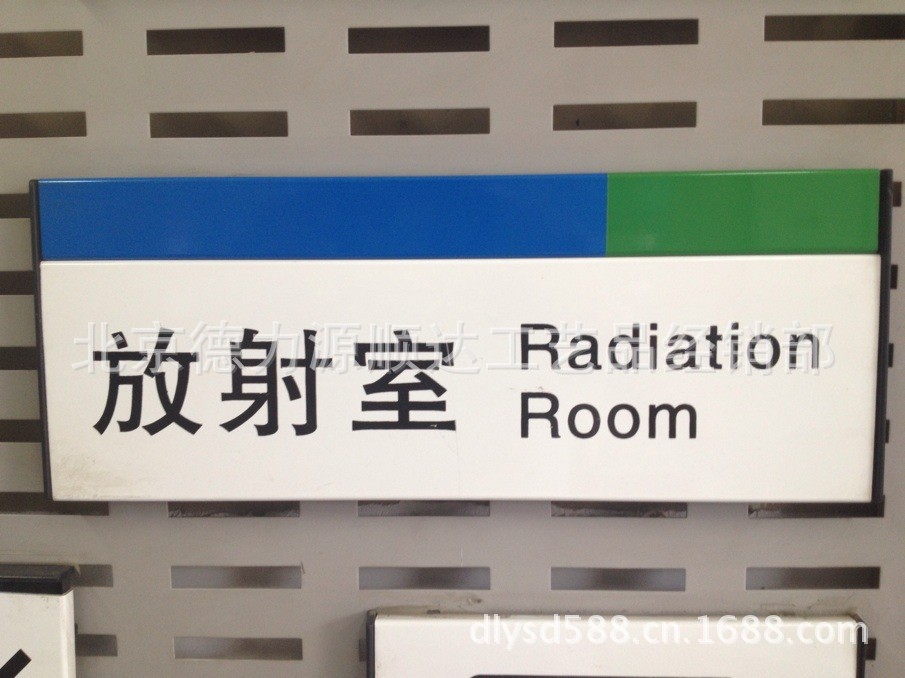 放射室
Radiation
Room
北京德力源顺达工艺品经销部
dlysd588.cn.1688.com